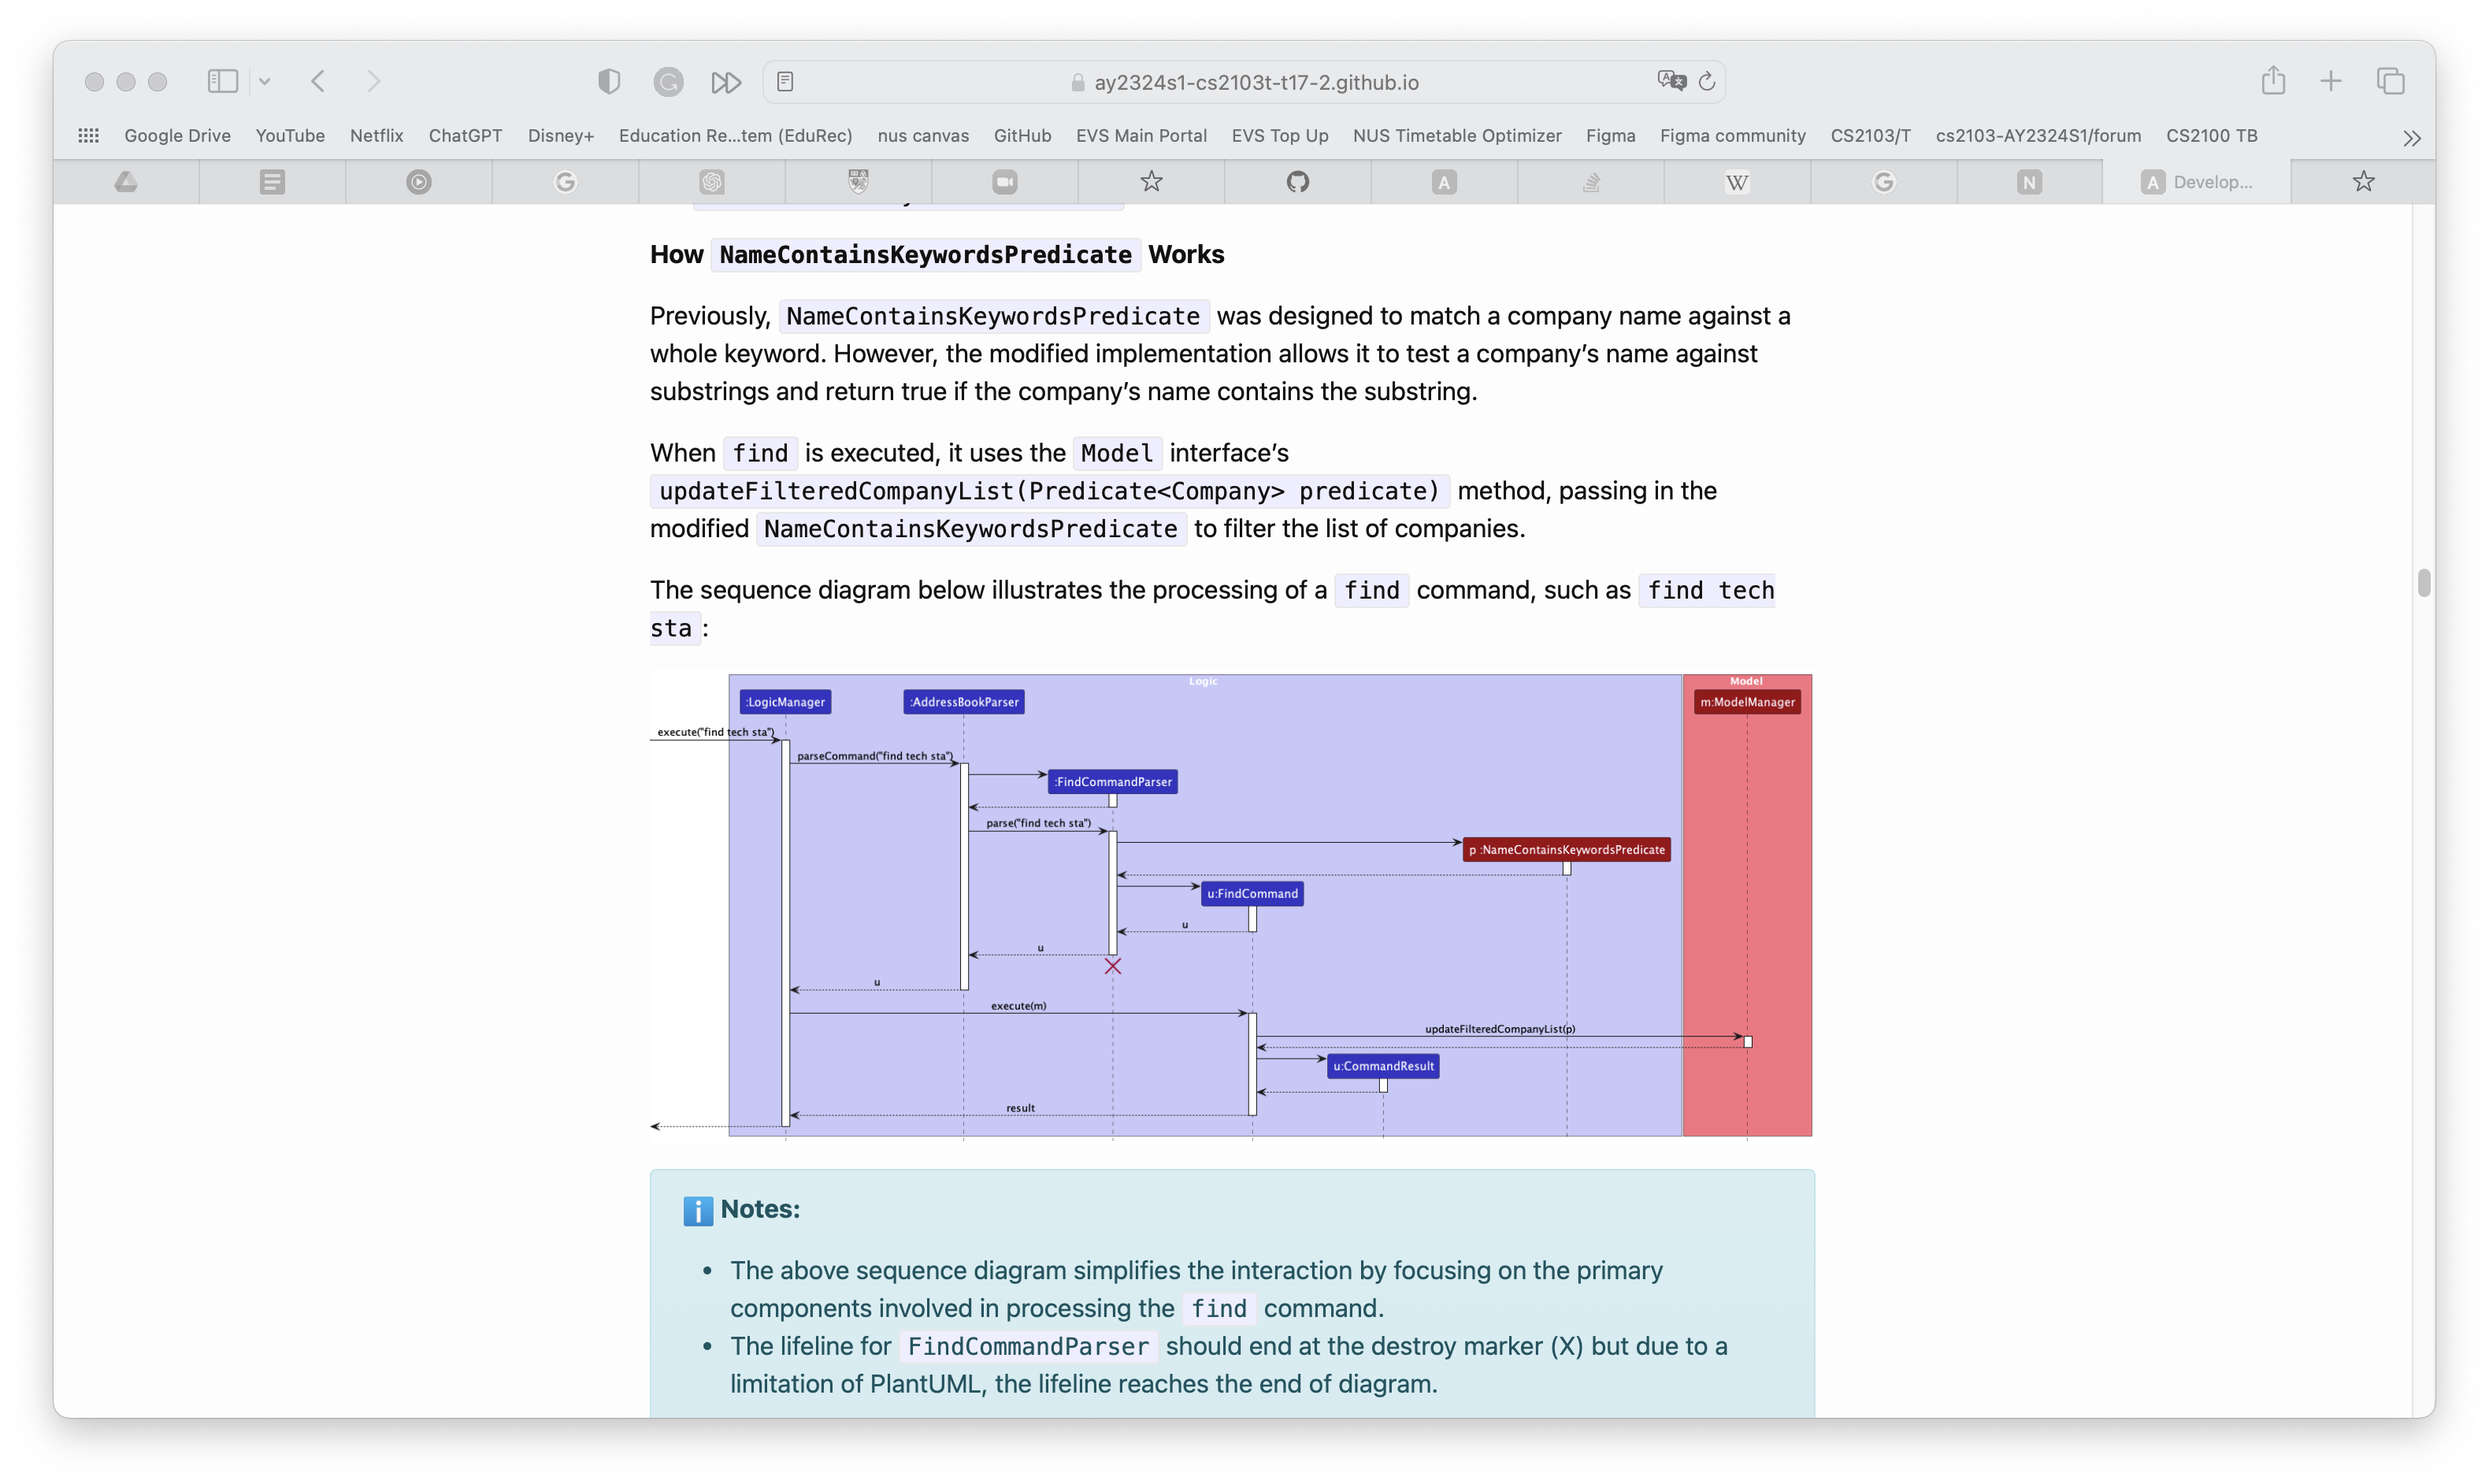 ay2324s1-cs2103t-t17-2.github.io
Google Drive YouTube Netflix ChatGPT Disney+ Education Re...tem (EduRec) nus canvas GitHub EVS Main Portal EVS Top Up NUS Timetable Optimizer Figma Figma community CS2103/T cs2103-AY2324S1/forum CS2100 TB
G A W G N A Develop...
How NameContainsKeywordsPredicate Works
Previously, NameContainsKeywordsPredicate was designed to match a company name against a
whole keyword. However, the modified implementation allows it to test a company’s name against
substrings and return true if the company’s name contains the substring.
When find is executed, it uses the Model interface’s
updateFilteredCompanyList(Predicate<Company> predicate) method, passing in the
modified NameContainsKeywordsPredicate to filter the list of companies.
The sequence diagram below illustrates the processing of a find command, such as find tech
sta :
Logic Model
:LogicManager :AddressBookParser m:ModelManager
execute("find tech sta")
parseCommand("find tech sta")
:FindCommandParser
parse("find tech sta")
p :NameContainsKeywordsPredicate
u:FindCommand
u
u
u
execute(m)
updateFilteredCompanyList(p)
u:CommandResult
result
Notes:
• The above sequence diagram simplifies the interaction by focusing on the primary
components involved in processing the find command.
• The lifeline for FindCommandParser should end at the destroy marker (X) but due to a
limitation of PlantUML, the lifeline reaches the end of diagram.